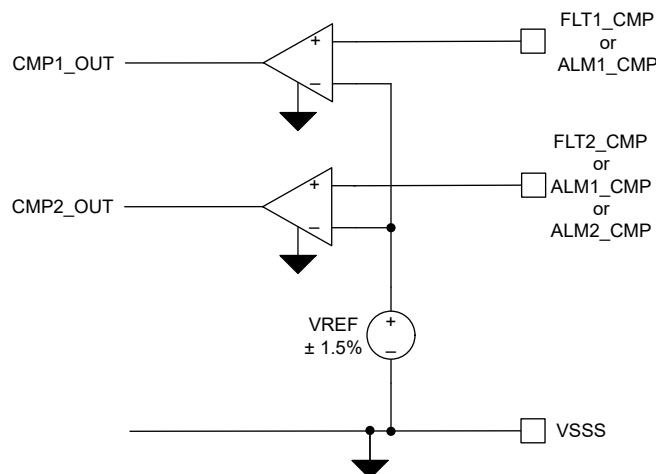 FLT1_CMP
or
ALM1_CMP
CMP1_OUT
+
–
FLT2_CMP
or
ALM1_CMP
or
ALM2_CMP
CMP2_OUT
+
–
VREF
± 1.5%
+
–
VSSS